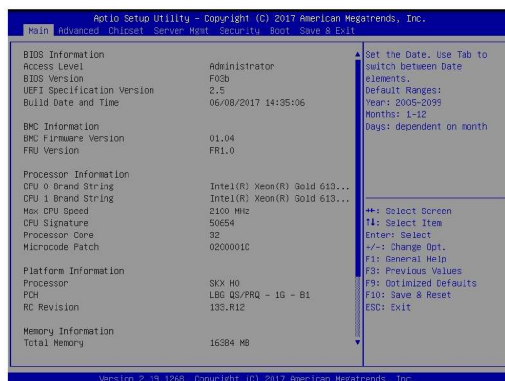 Aptio Setup Utility – Copyright (C) 2017 American Megatrends, Inc.
Main Advanced Chipset Server Mgmt Security Boot Save & Exit
BIOS Information
Access Level Administrator
BIOS Version F03b
UEFI Specification Version 2.5
Build Date and Time 06/08/2017 14:35:06
BMC Information
BMC Firmware Version 01.04
FRU Version FR1.0
Processor Information
CPU 0 Brand String Intel(R) Xeon(R) Gold 613...
CPU 1 Brand String Intel(R) Xeon(R) Gold 613...
Max CPU Speed 2100 MHz
CPU Signature 50654
Processor Core 32
Microcode Patch 0200001C
Platform Information
Processor SKX H0
PCH LBG QS/PRQ - 1G - B1
RC Revision 133.R12
Memory Information
Total Memory 16384 MB
Set the Date. Use Tab to
switch between Date
elements.
Default Ranges:
Year: 2005-2099
Months: 1-12
Days: dependent on month
→←: Select Screen
↑↓: Select Item
Enter: Select
+/-: Change Opt.
F1: General Help
F3: Previous Values
F9: Optimized Defaults
F10: Save & Reset
ESC: Exit
Version 2.19.1268. Copyright (C) 2017 American Megatrends, Inc.